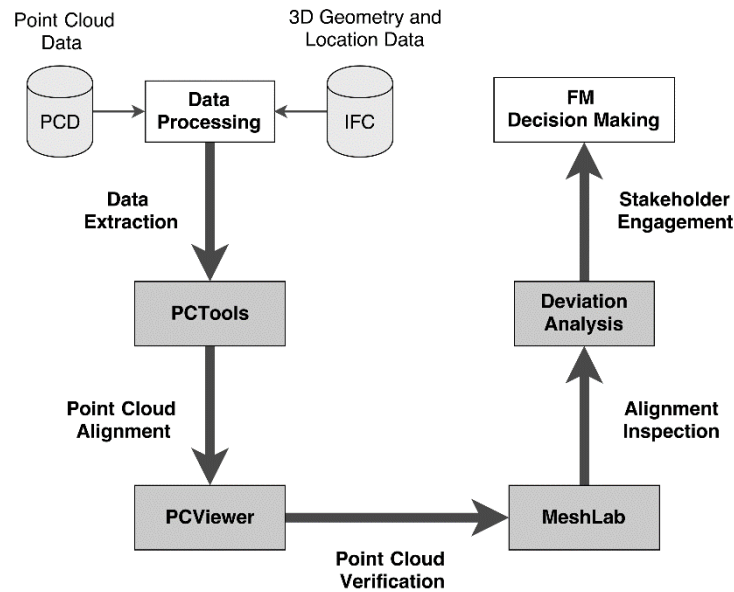 Point Cloud
Data
3D Geometry and
Location Data
PCD
Data
Processing
IFC
FM
Decision Making
Data
Extraction
Stakeholder
Engagement
PCTools
Deviation
Analysis
Point Cloud
Alignment
Alignment
Inspection
PCViewer
MeshLab
Point Cloud
Verification